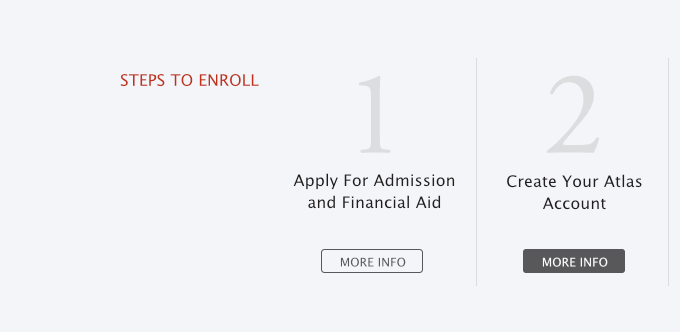 STEPS TO ENROLL
1
Apply For Admission
and Financial Aid
MORE INFO
2
Create Your Atlas
Account
MORE INFO